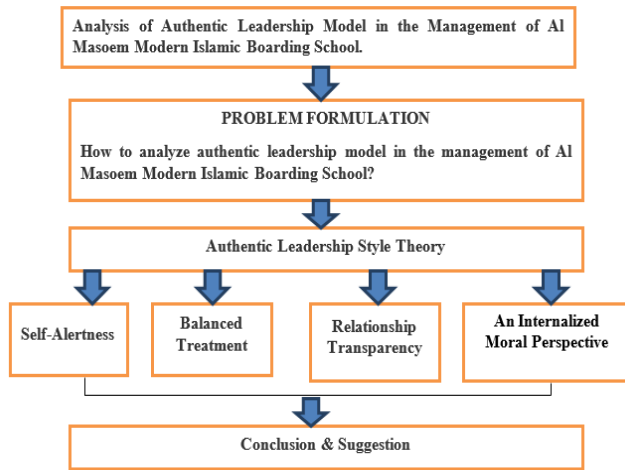 Analysis of Authentic Leadership Model in the Management of Al
Masoem Modern Islamic Boarding School.
PROBLEM FORMULATION
How to analyze authentic leadership model in the management of Al
Masoem Modern Islamic Boarding School?
Authentic Leadership Style Theory
Self-Alertness
Balanced
Treatment
Relationship
Transparency
An Internalized
Moral Perspective
Conclusion & Suggestion